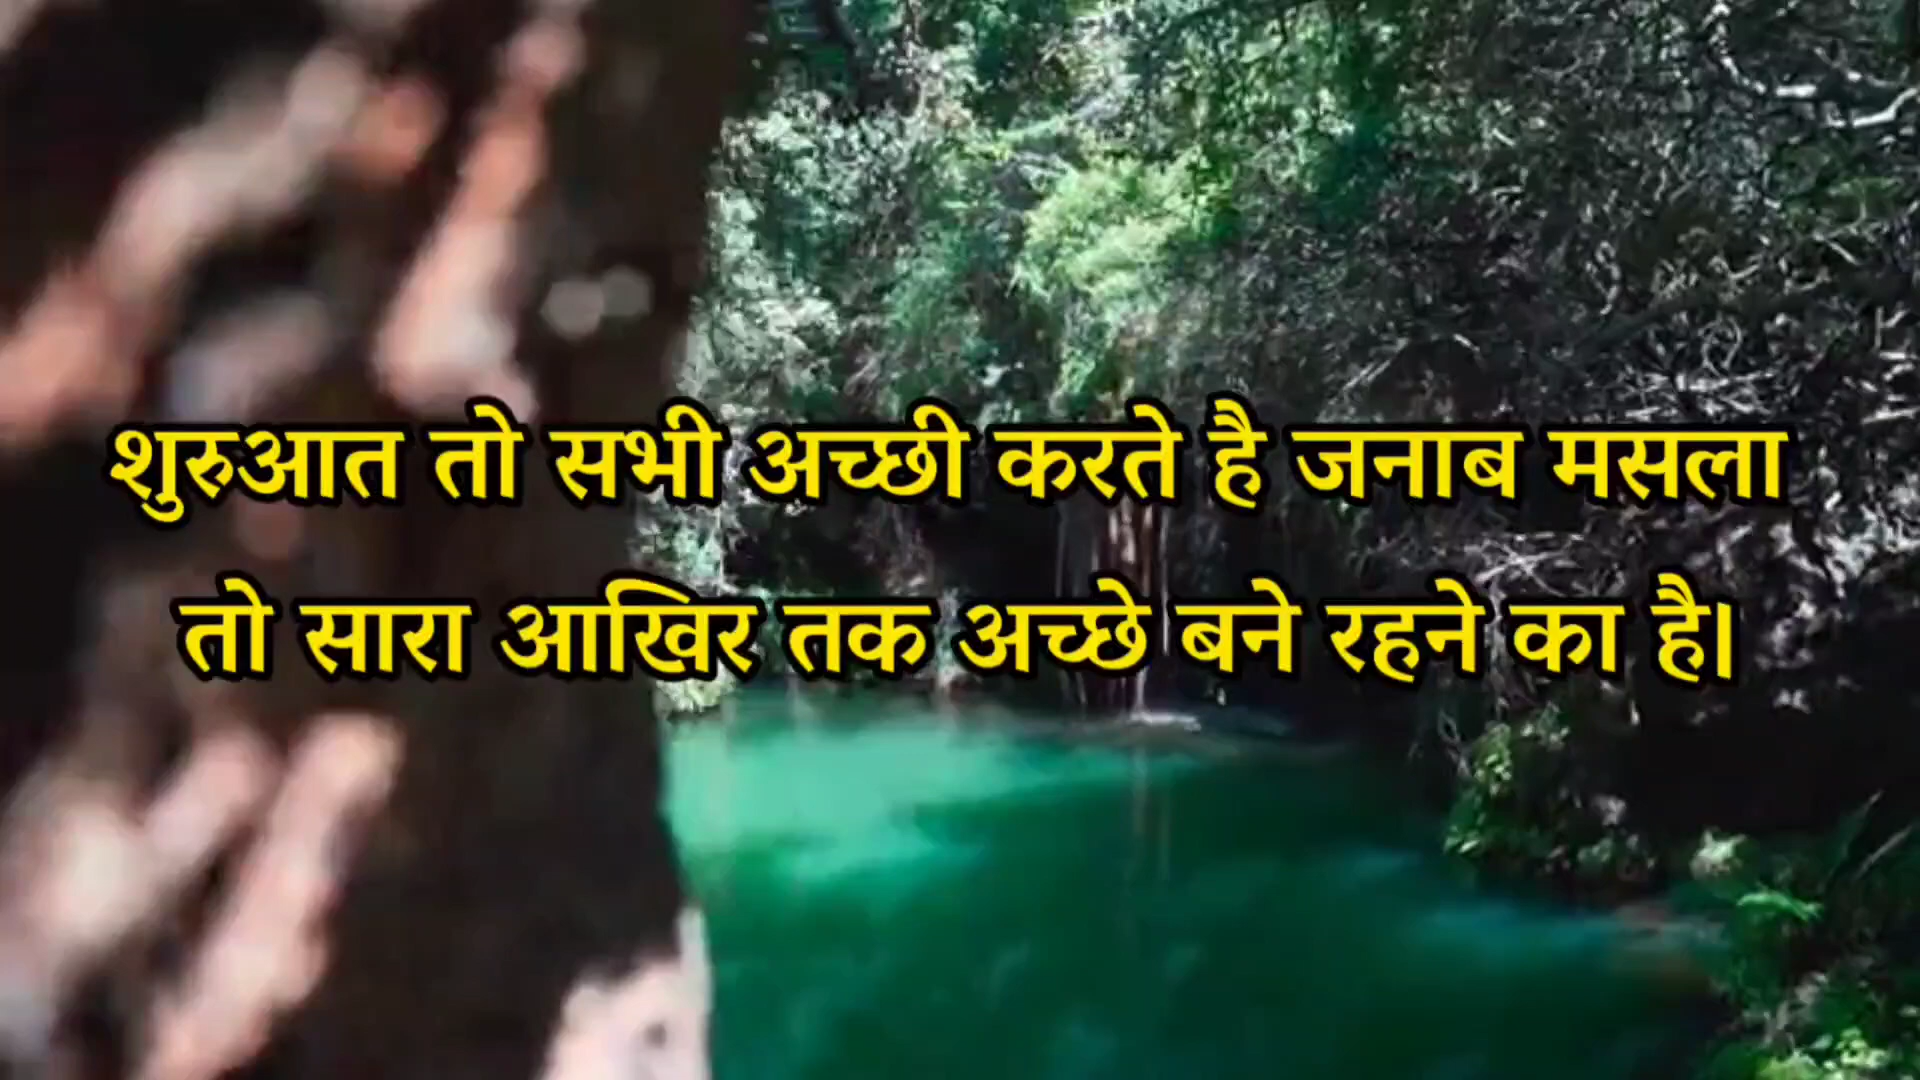 शुरुआत तो सभी अच्छी करते है जनाब मसला
तो सारा आखिर तक अच्छे बने रहने का है।